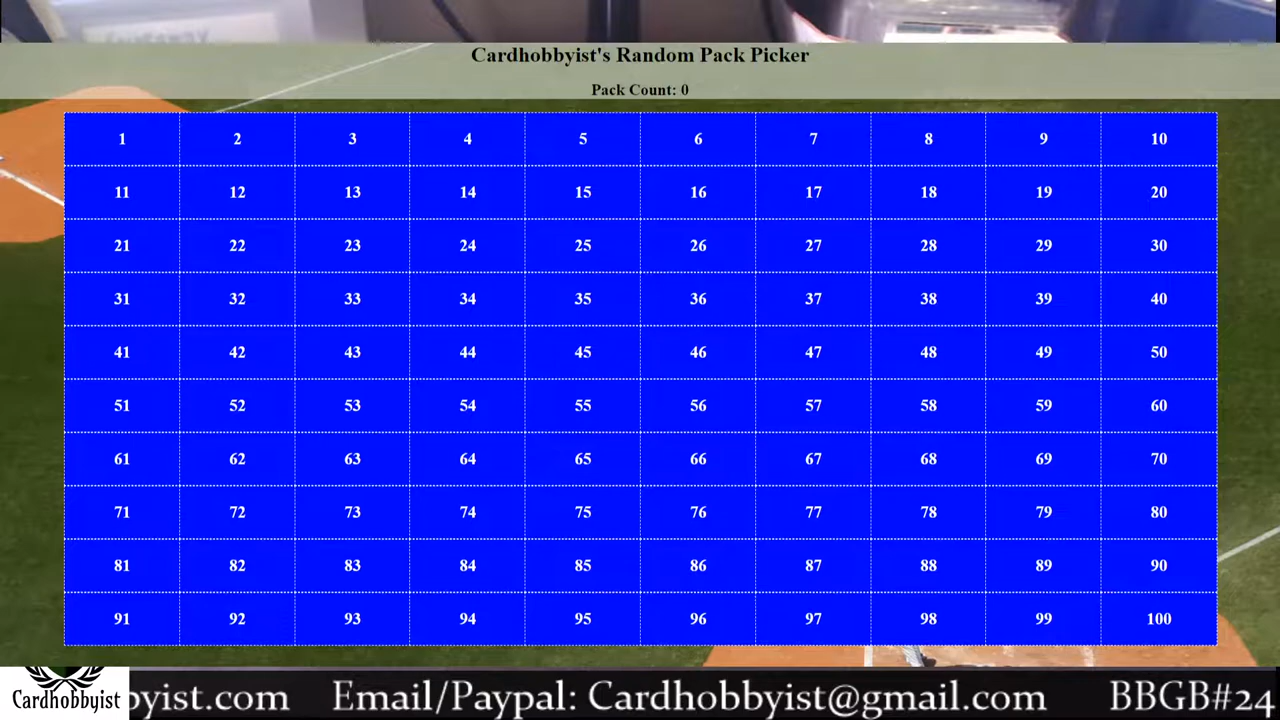 Cardhobbyist's Random Pack Picker
Pack Count: 0
1 2 3 4 5 6 7 8 9 10
11 12 13 14 15 16 17 18 19 20
21 22 23 24 25 26 27 28 29 30
31 32 33 34 35 36 37 38 39 40
41 42 43 44 45 46 47 48 49 50
51 52 53 54 55 56 57 58 59 60
61 62 63 64 65 66 67 68 69 70
71 72 73 74 75 76 77 78 79 80
81 82 83 84 85 86 87 88 89 90
91 92 93 94 95 96 97 98 99 100
Cardhobbyist
byist.com Email/Paypal: Cardhobbyist@gmail.com BBGB#24